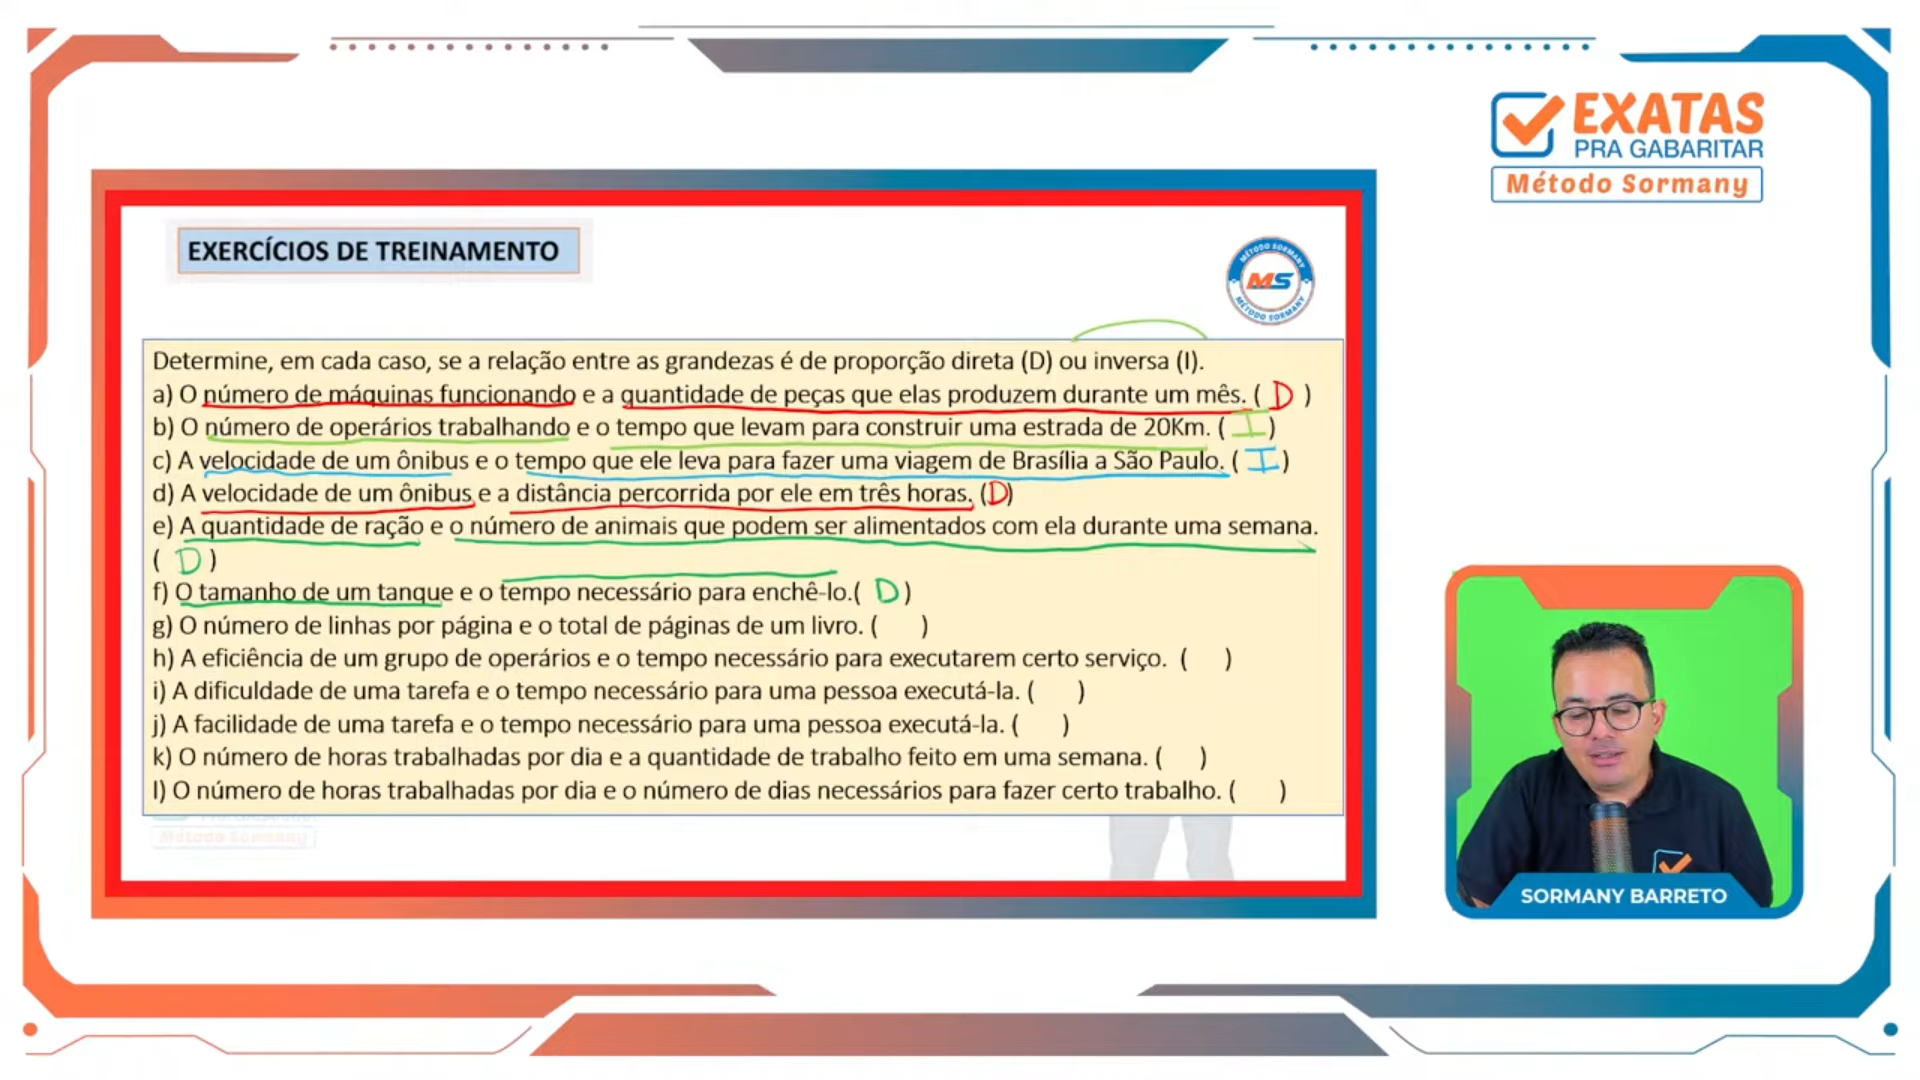 EXATAS
PRA GABARITAR
Método Sormany
EXERCÍCIOS DE TREINAMENTO
MÉTODO SORMANY
MS
MÉTODO SORMANY
Determine, em cada caso, se a relação entre as grandezas é de proporção direta (D) ou inversa (I).
a) O número de máquinas funcionando e a quantidade de peças que elas produzem durante um mês. ( D )
b) O número de operários trabalhando e o tempo que levam para construir uma estrada de 20Km. ( I )
c) A velocidade de um ônibus e o tempo que ele leva para fazer uma viagem de Brasília a São Paulo. ( I )
d) A velocidade de um ônibus e a distância percorrida por ele em três horas. (D)
e) A quantidade de ração e o número de animais que podem ser alimentados com ela durante uma semana.
( D )
f) O tamanho de um tanque e o tempo necessário para enchê-lo.( D )
g) O número de linhas por página e o total de páginas de um livro. ( )
h) A eficiência de um grupo de operários e o tempo necessário para executarem certo serviço. ( )
i) A dificuldade de uma tarefa e o tempo necessário para uma pessoa executá-la. ( )
j) A facilidade de uma tarefa e o tempo necessário para uma pessoa executá-la. ( )
k) O número de horas trabalhadas por dia e a quantidade de trabalho feito em uma semana. ( )
l) O número de horas trabalhadas por dia e o número de dias necessários para fazer certo trabalho. ( )
Método Sormany
SORMANY BARRETO